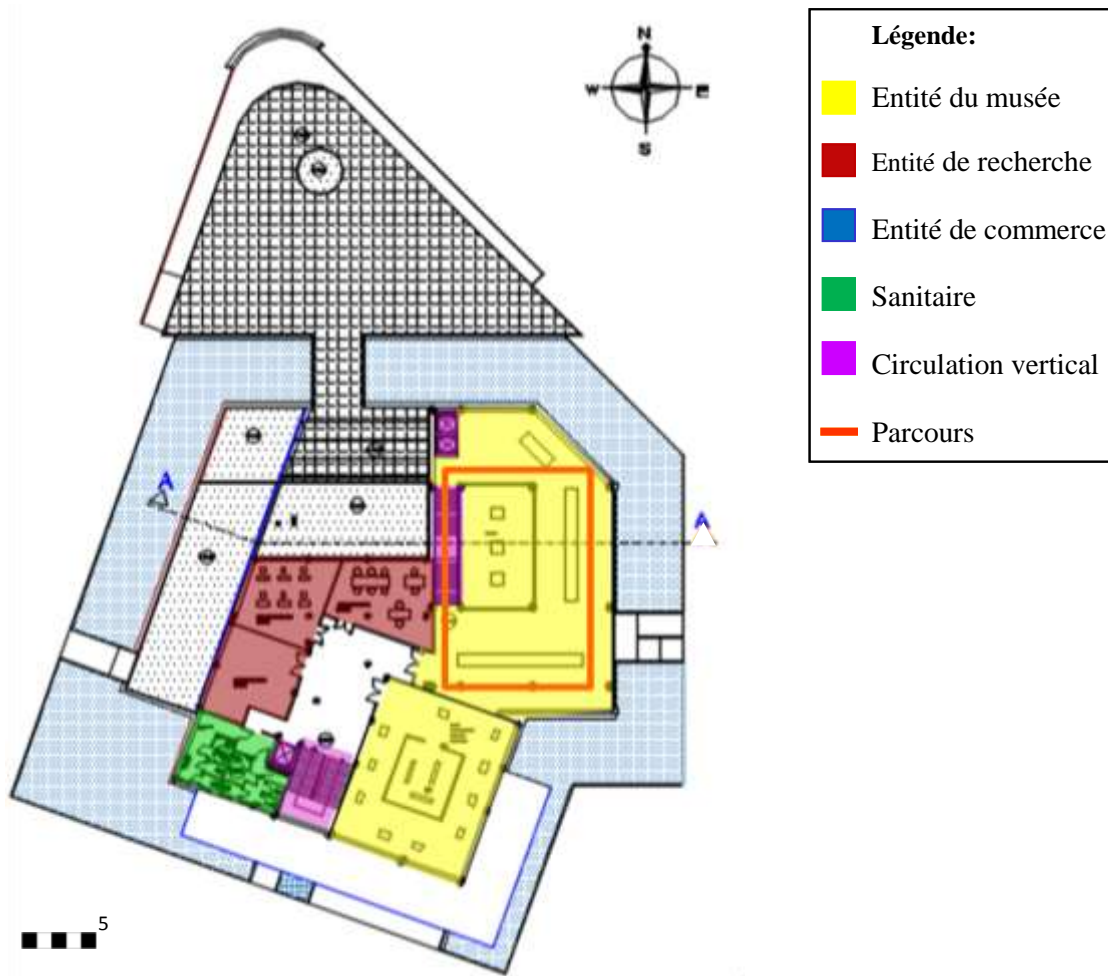 N
W
E
S
A
A
5
Légende:
Entité du musée
Entité de recherche
Entité de commerce
Sanitaire
Circulation vertical
Parcours